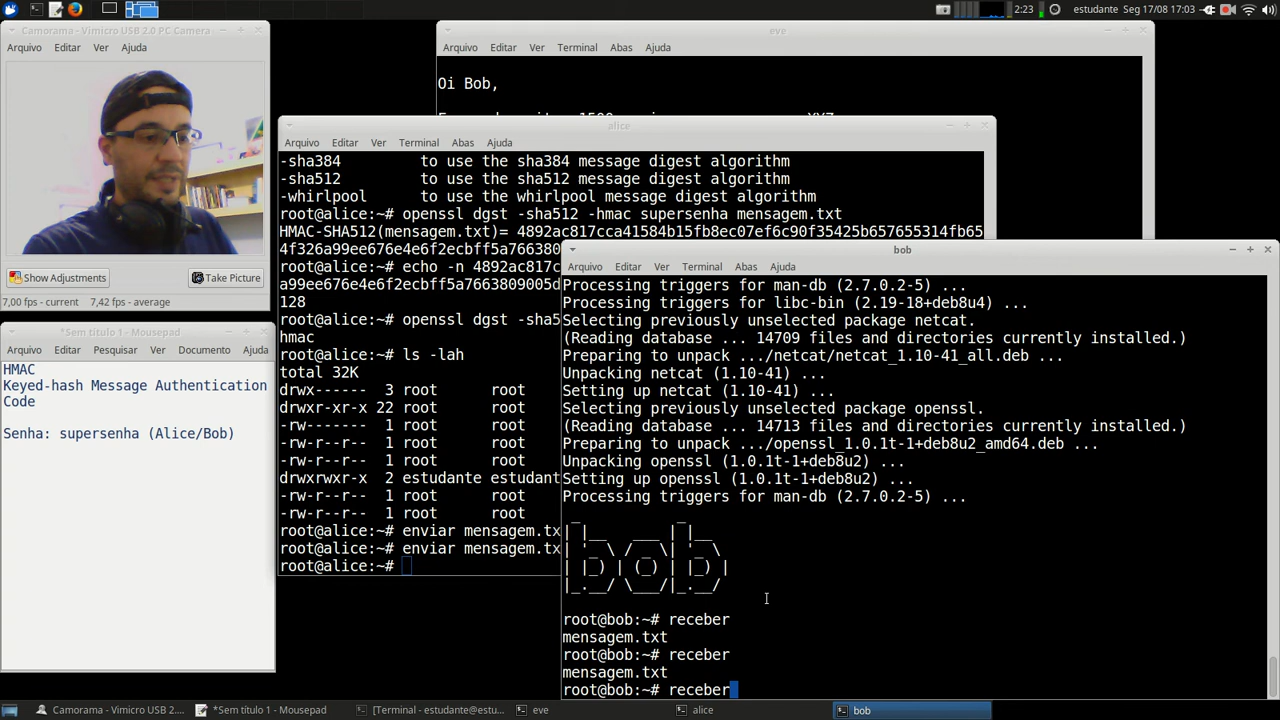 2:23
estudante
Seg 17/08 17:03
Camorama - Vimicro USB 2.0 PC Camera
Arquivo Editar Ver Ajuda
Show Adjustments
Take Picture
7,00 fps - current 7,42 fps - average
*Sem título 1 - Mousepad
Arquivo Editar Pesquisar Ver Documento Ajuda
HMAC
Keyed-hash Message Authentication
Code
Senha: supersenha (Alice/Bob)
eve
Arquivo Editar Ver Terminal Abas Ajuda
Oi Bob,
alice
Arquivo Editar Ver Terminal Abas Ajuda
-sha384 to use the sha384 message digest algorithm
-sha512 to use the sha512 message digest algorithm
-whirlpool to use the whirlpool message digest algorithm
root@alice:~# openssl dgst -sha512 -hmac supersenha mensagem.txt
HMAC-SHA512(mensagem.txt)= 4892ac817cca41584b15fb8ec07ef6c90f35425b657655314fb65
4f326a99ee676e4e6f2ecbff5a7663809
root@alice:~# echo -n 4892ac817c
a99ee676e4e6f2ecbff5a7663809005d
128
root@alice:~# openssl dgst -sha5
hmac
root@alice:~# ls -lah
total 32K
drwx------ 3 root root
drwxr-xr-x 22 root root
-rw------- 1 root root
-rw-r--r-- 1 root root
-rw-r--r-- 1 root root
drwxrwxr-x 2 estudante estudant
-rw-r--r-- 1 root root
-rw-r--r-- 1 root root
root@alice:~# enviar mensagem.tx
root@alice:~# enviar mensagem.tx
root@alice:~#
bob
Arquivo Editar Ver Terminal Abas Ajuda
Processing triggers for man-db (2.7.0.2-5) ...
Processing triggers for libc-bin (2.19-18+deb8u4) ...
Selecting previously unselected package netcat.
(Reading database ... 14709 files and directories currently installed.)
Preparing to unpack .../netcat/netcat_1.10-41_all.deb ...
Unpacking netcat (1.10-41) ...
Setting up netcat (1.10-41) ...
Selecting previously unselected package openssl.
(Reading database ... 14713 files and directories currently installed.)
Preparing to unpack .../openssl_1.0.1t-1+deb8u2_amd64.deb ...
Unpacking openssl (1.0.1t-1+deb8u2) ...
Setting up openssl (1.0.1t-1+deb8u2) ...
Processing triggers for man-db (2.7.0.2-5) ...
bob
root@bob:~# receber
mensagem.txt
root@bob:~# receber
mensagem.txt
root@bob:~# receber
Camorama - Vimicro USB 2....
*Sem título 1 - Mousepad
[Terminal - estudante@estu...
eve
alice
bob